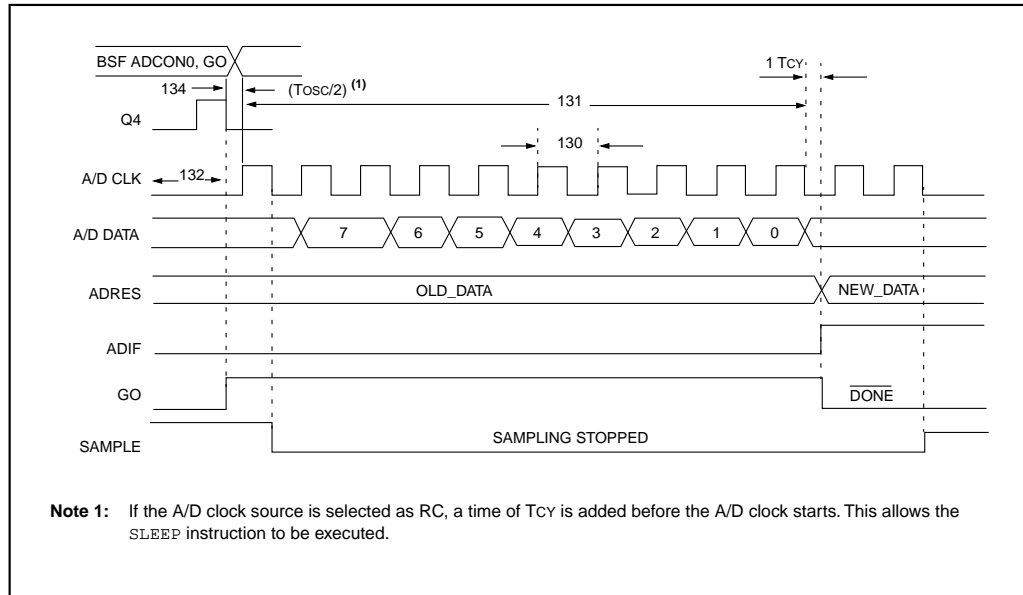 BSF ADCON0, GO
1 TCY
134
(TOSC/2) (1)
131
Q4
130
132
A/D CLK
A/D DATA
7 6 5 4 3 2 1 0
ADRES
OLD_DATA
NEW_DATA
ADIF
GO
DONE
SAMPLE
SAMPLING STOPPED
Note 1: If the A/D clock source is selected as RC, a time of TCY is added before the A/D clock starts. This allows the
SLEEP instruction to be executed.